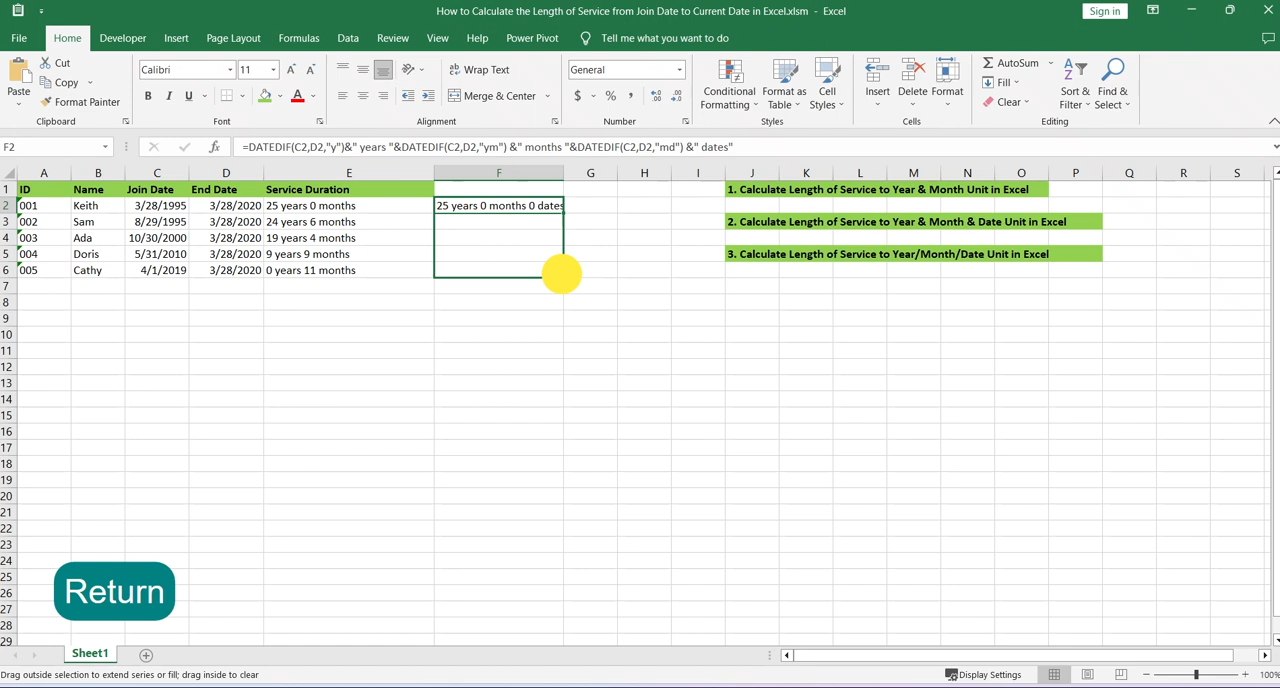 How to Calculate the Length of Service from Join Date to Current Date in Excel.xlsm - Excel
Sign in
File Home Developer Insert Page Layout Formulas Data Review View Help Power Pivot Tell me what you want to do
Paste
Cut
Copy
Format Painter
Clipboard
Calibri 11
B I U
Font
Wrap Text
Merge & Center
Alignment
General
$ % ,
Number
Conditional Formatting
Format as Table
Cell Styles
Styles
Insert Delete Format
Cells
AutoSum
Fill
Clear
Sort & Filter
Find & Select
Editing
F2 fx =DATEDIF(C2,D2,"y")&" years "&DATEDIF(C2,D2,"ym") &" months "&DATEDIF(C2,D2,"md") &" dates"
A B C D E F G H I J K L M N O P Q R S
1 ID Name Join Date End Date Service Duration 1. Calculate Length of Service to Year & Month Unit in Excel
2 001 Keith 3/28/1995 3/28/2020 25 years 0 months 25 years 0 months 0 dates
3 002 Sam 8/29/1995 3/28/2020 24 years 6 months 2. Calculate Length of Service to Year & Month & Date Unit in Excel
4 003 Ada 10/30/2000 3/28/2020 19 years 4 months
5 004 Doris 5/31/2010 3/28/2020 9 years 9 months 3. Calculate Length of Service to Year/Month/Date Unit in Excel
6 005 Cathy 4/1/2019 3/28/2020 0 years 11 months
7
8
9
10
11
12
13
14
15
16
17
18
19
20
21
22
23
24
25
26
27
28
29
Return
Sheet1
Drag outside selection to extend series or fill; drag inside to clear
Display Settings
100%